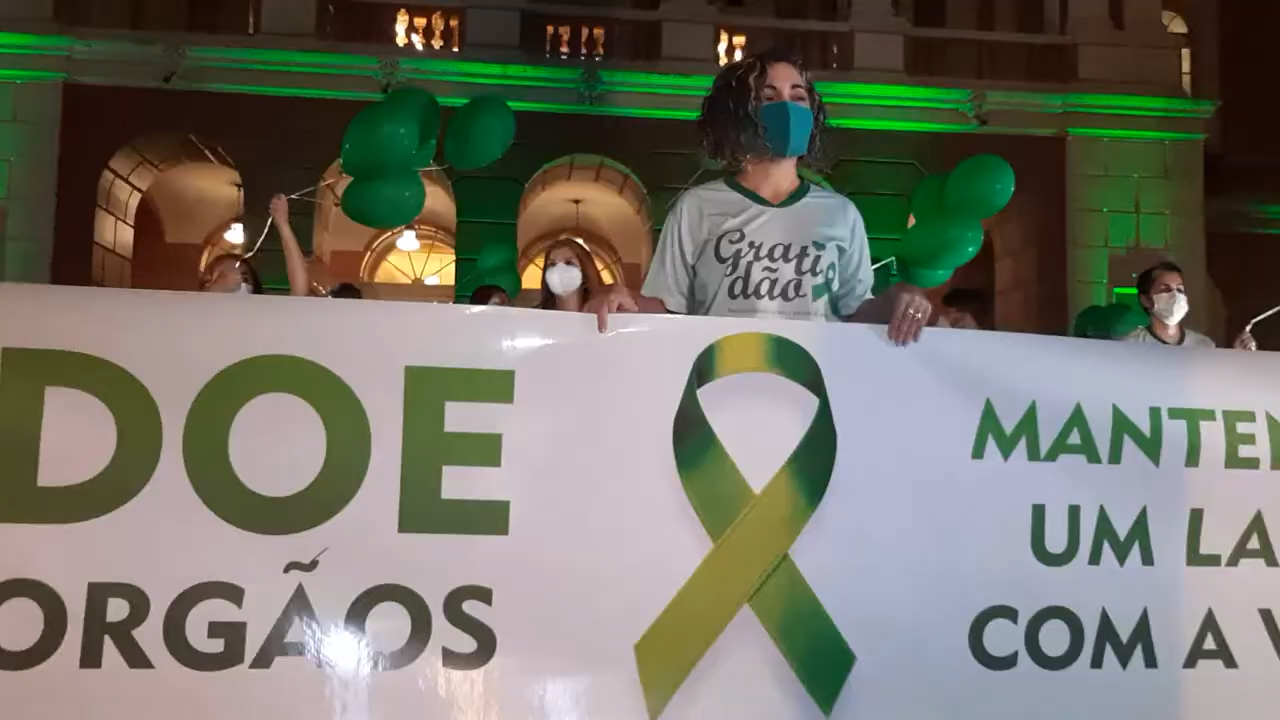 Grati
dão
DOE
ORGÃOS
MANTEN
UM LA
COM A V